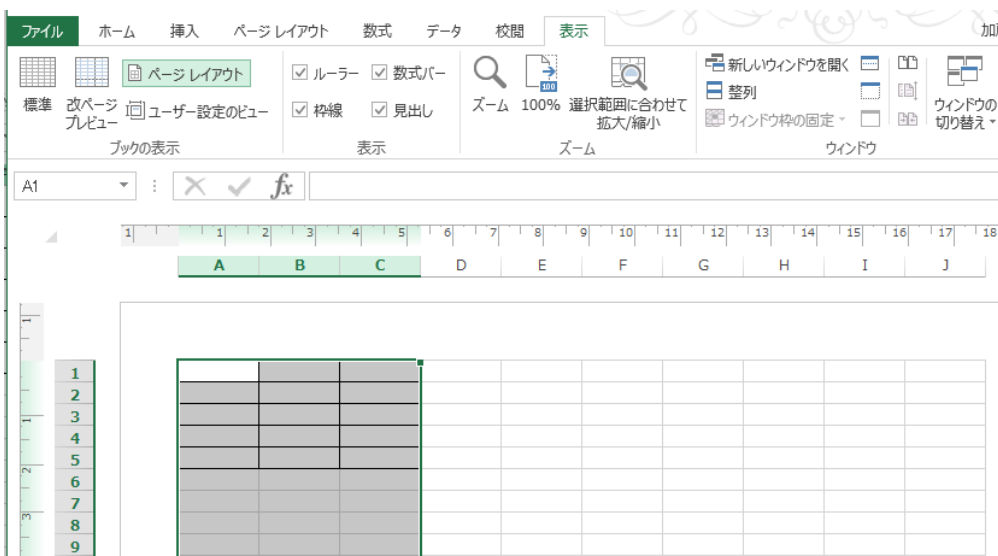 ファイル ホーム 挿入 ページ レイアウト 数式 データ 校閲 表示
ページ レイアウト ルーラー 数式バー 新しいウィンドウを開く
標準 改ページ プレビュー ユーザー設定のビュー 枠線 見出し ズーム 100% 選択範囲に合わせて 拡大/縮小 整列 ウィンドウ枠の固定 ウィンドウの 切り替え
100
ブックの表示 表示 ズーム ウィンドウ
A1 fx
1 1 2 3 4 5 6 7 8 9 10 11 12 13 14 15 16 17 18
A B C D E F G H I J
1
1
2
3
4
5
6
7
8
9
1
2
3